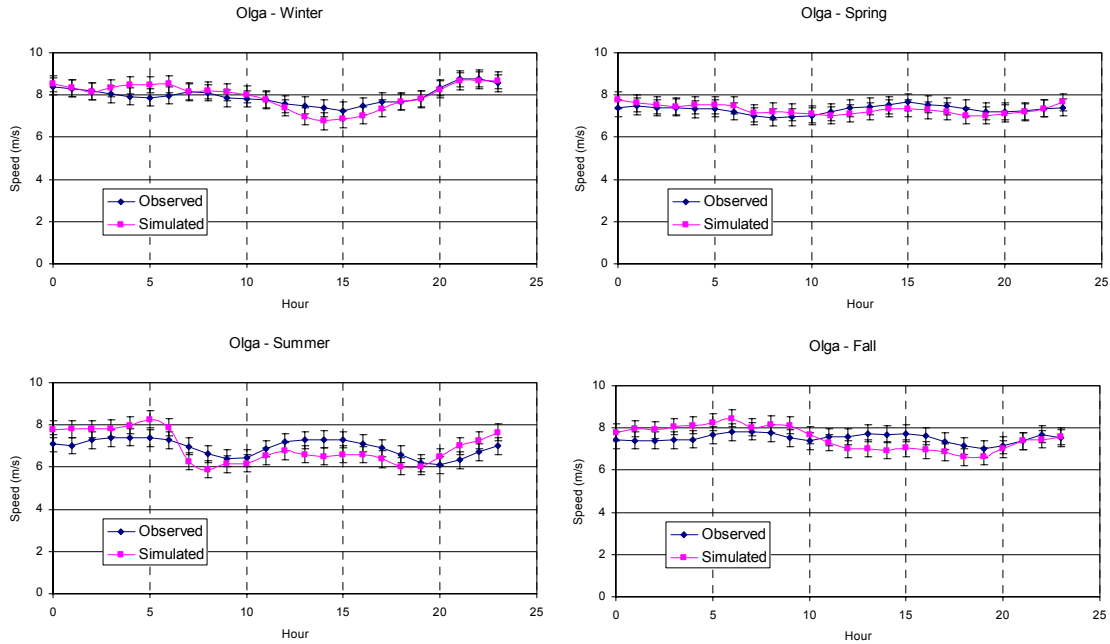 Olga - Winter
10
8
6
4
2
0
Speed (m/s)
Observed
Simulated
0 5 10 15 20 25
Hour
Olga - Spring
10
8
6
4
2
0
Speed (m/s)
Observed
Simulated
0 5 10 15 20 25
Hour
Olga - Summer
10
8
6
4
2
0
Speed (m/s)
Observed
Simulated
0 5 10 15 20 25
Hour
Olga - Fall
10
8
6
4
2
0
Speed (m/s)
Observed
Simulated
0 5 10 15 20 25
Hour